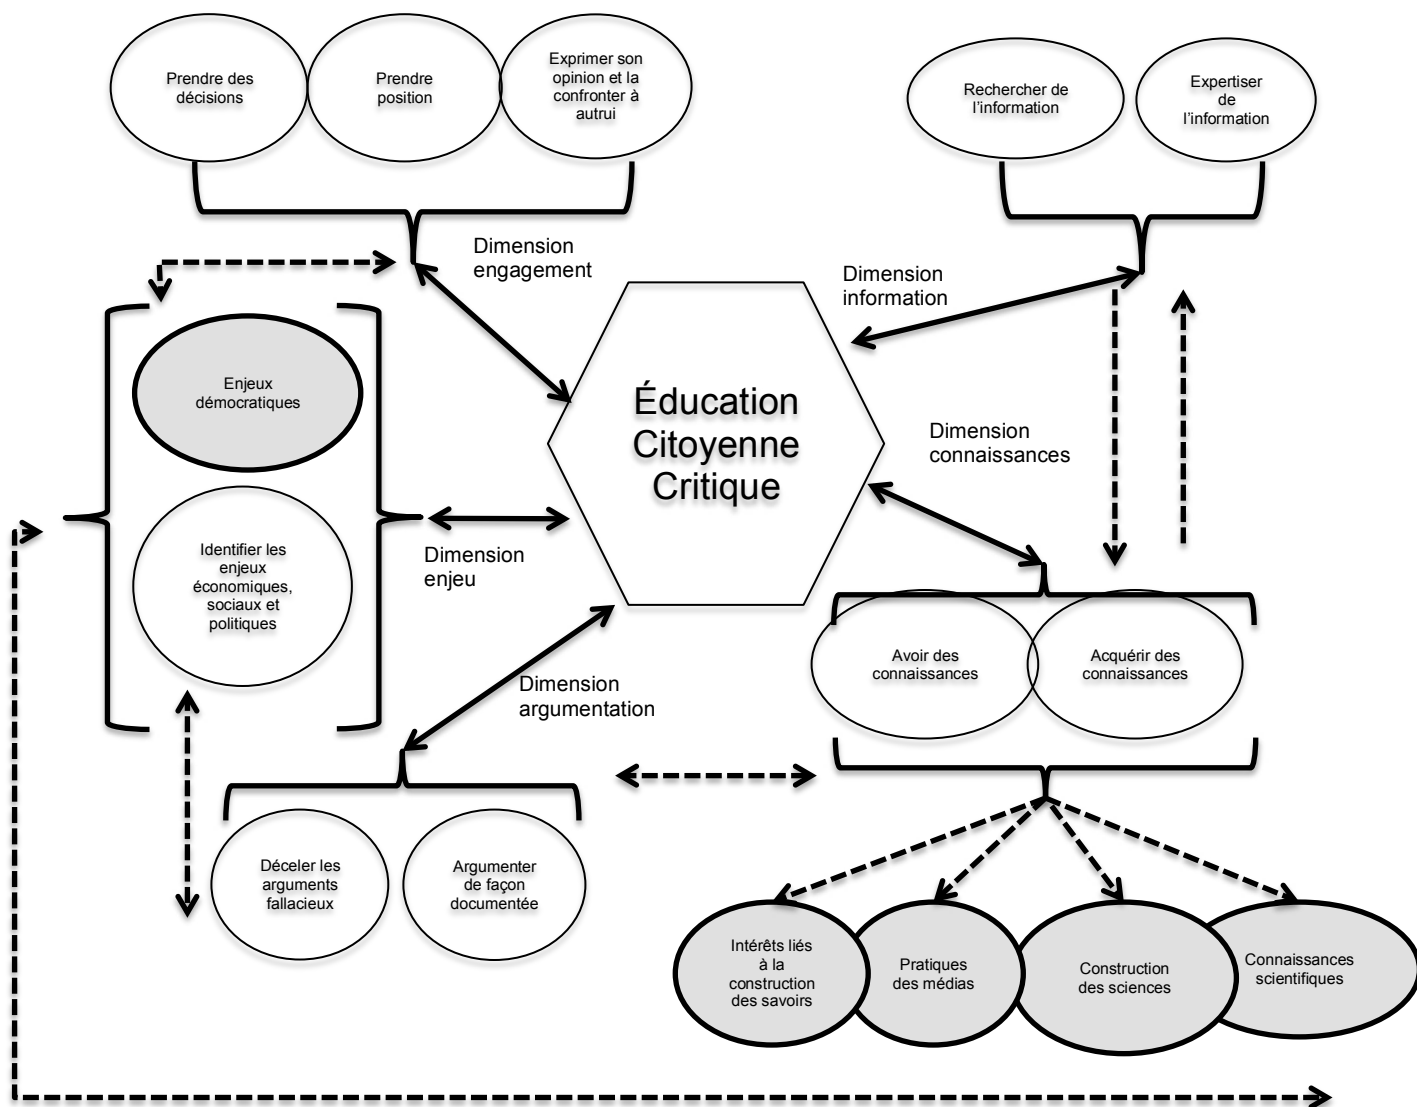 Prendre des
décisions
Prendre
position
Exprimer son
opinion et la
confronter à
autrui
Rechercher de
l'information
Expertiser
de
l'information
Dimension
engagement
Dimension
information
Enjeux
démocratiques
Éducation
Citoyenne
Critique
Dimension
connaissances
Identifier les
enjeux
économiques,
sociaux et
politiques
Dimension
enjeu
Dimension
argumentation
Avoir des
connaissances
Acquérir des
connaissances
Déceler les
arguments
fallacieux
Argumenter
de façon
documentée
Intérêts liés
à la
construction
des savoirs
Pratiques
des médias
Construction
des sciences
Connaissances
scientifiques